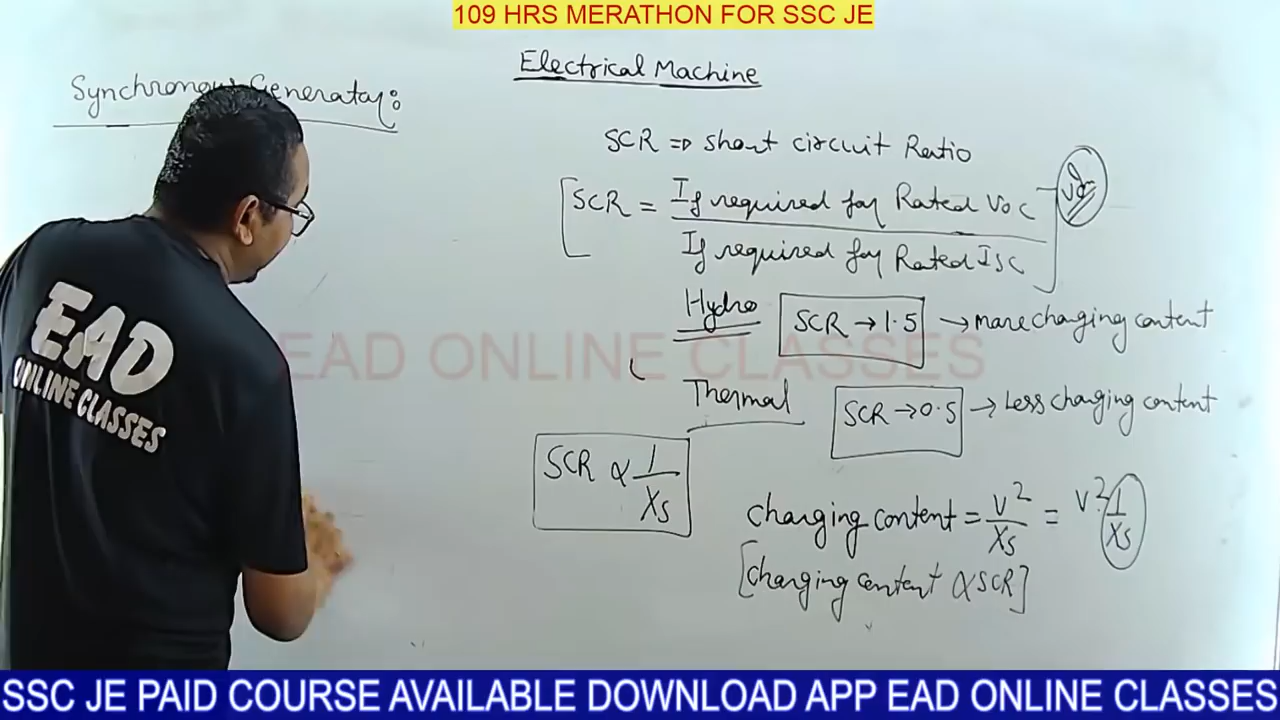 109 HRS MERATHON FOR SSC JE
Electrical Machine
Synchronous Generator:
SCR ⇒ short circuit Ratio
SCR = If required for Rated Voc
If required for Rated Isc
Hydro SCR → 1.5 → more charging content
Thermal SCR → 0.5 → Less charging content
SCR ∝ 1/Xs
charging content = V²/Xs = V² 1/Xs
[charging content ∝ SCR]
EAD
ONLINE CLASSES
EAD ONLINE CLASSES
SSC JE PAID COURSE AVAILABLE DOWNLOAD APP EAD ONLINE CLASSES